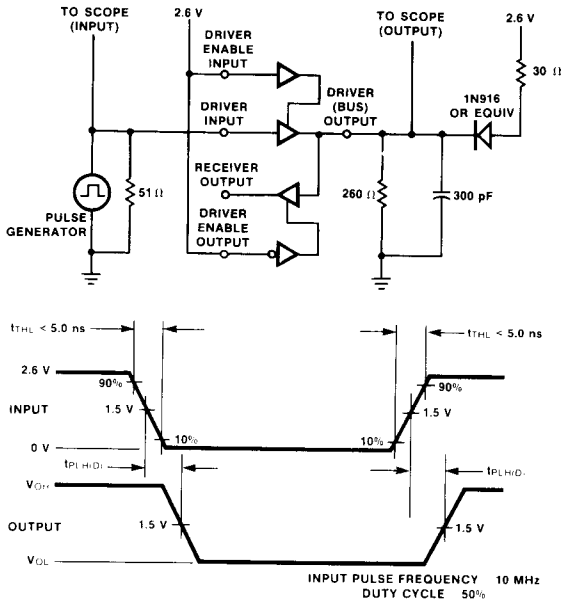 TO SCOPE
(INPUT)
2.6 V
TO SCOPE
(OUTPUT)
2.6 V
DRIVER
ENABLE
INPUT
30 Ω
DRIVER
INPUT
DRIVER
(BUS)
OUTPUT
1N916
OR EQUIV
RECEIVER
OUTPUT
51 Ω
260 Ω
300 pF
PULSE
GENERATOR
DRIVER
ENABLE
OUTPUT
tTHL < 5.0 ns
tTHL < 5.0 ns
2.6 V
90%
90%
INPUT
1.5 V
1.5 V
10%
10%
0 V
tPLH(D)
tPLH(D)
VOH
OUTPUT
1.5 V
1.5 V
VOL
INPUT PULSE FREQUENCY 10 MHz
DUTY CYCLE 50%